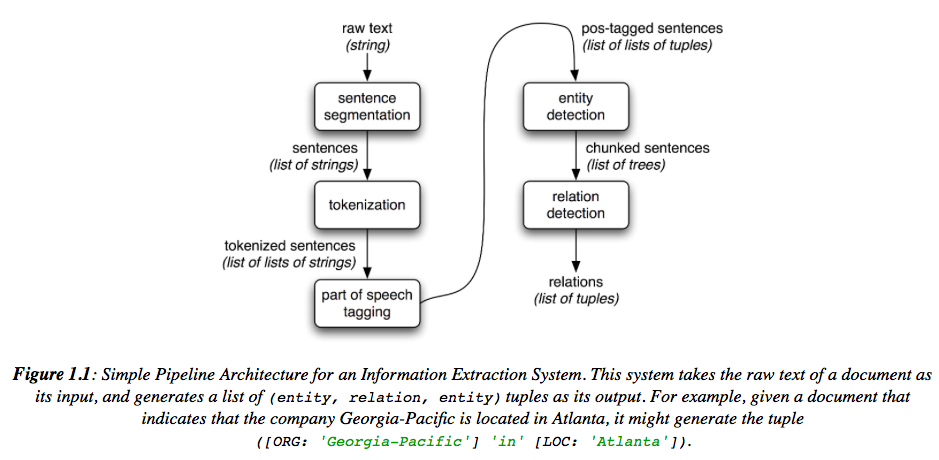 raw text
(string)
sentence
segmentation
sentences
(list of strings)
tokenization
tokenized sentences
(list of lists of strings)
part of speech
tagging
pos-tagged sentences
(list of lists of tuples)
entity
detection
chunked sentences
(list of trees)
relation
detection
relations
(list of tuples)
Figure 1.1: Simple Pipeline Architecture for an Information Extraction System. This system takes the raw text of a document as
its input, and generates a list of (entity, relation, entity) tuples as its output. For example, given a document that
indicates that the company Georgia-Pacific is located in Atlanta, it might generate the tuple
([ORG: 'Georgia-Pacific'] 'in' [LOC: 'Atlanta']).